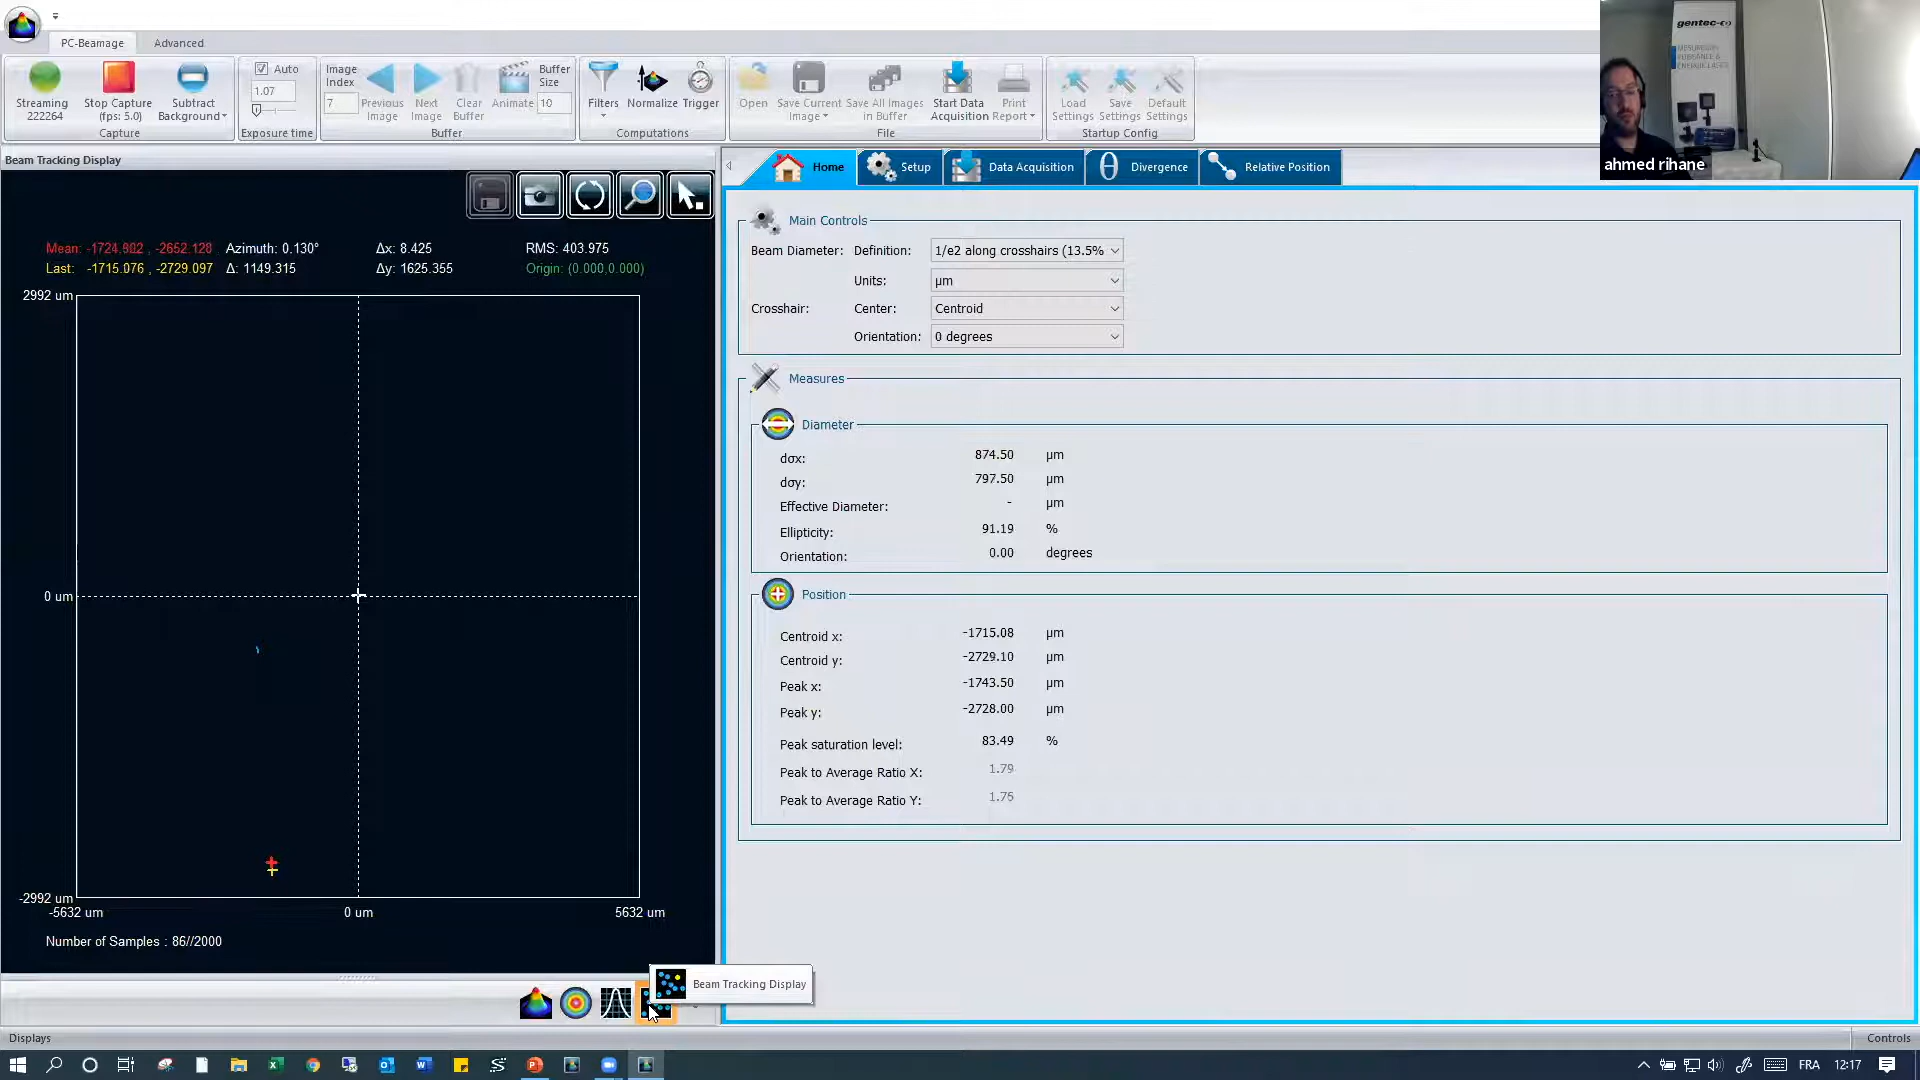 PC-Beamage
Advanced
Streaming
222264
Stop Capture
(fps: 5.0)
Subtract
Background
Capture
Auto
1.07
Exposure time
Image
Index
7
Previous
Image
Next
Image
Clear
Buffer
Animate
Buffer
Size
10
Buffer
Filters
Normalize
Trigger
Computations
Open
Save Current
Image
Save All Images
in Buffer
Start Data
Acquisition
Print
Report
File
Load
Settings
Save
Settings
Default
Settings
Startup Config
gentec-eo
MESURE DE
PUISSANCE &
ENERGIE LASER
ahmed rihane
Beam Tracking Display
Mean: -1724.802 , -2652.128 Azimuth: 0.130° Δx: 8.425 RMS: 403.975
Last: -1715.076 , -2729.097 Δ: 1149.315 Δy: 1625.355 Origin: (0.000,0.000)
2992 um
0 um
-2992 um
-5632 um 0 um 5632 um
Number of Samples : 86//2000
Beam Tracking Display
Home
Setup
Data Acquisition
Divergence
Relative Position
Main Controls
Beam Diameter: Definition: 1/e2 along crosshairs (13.5%
Units: µm
Crosshair: Center: Centroid
Orientation: 0 degrees
Measures
Diameter
dσx: 874.50 µm
dσy: 797.50 µm
Effective Diameter: - µm
Ellipticity: 91.19 %
Orientation: 0.00 degrees
Position
Centroid x: -1715.08 µm
Centroid y: -2729.10 µm
Peak x: -1743.50 µm
Peak y: -2728.00 µm
Peak saturation level: 83.49 %
Peak to Average Ratio X: 1.79
Peak to Average Ratio Y: 1.75
Displays
Controls
FRA
12:17